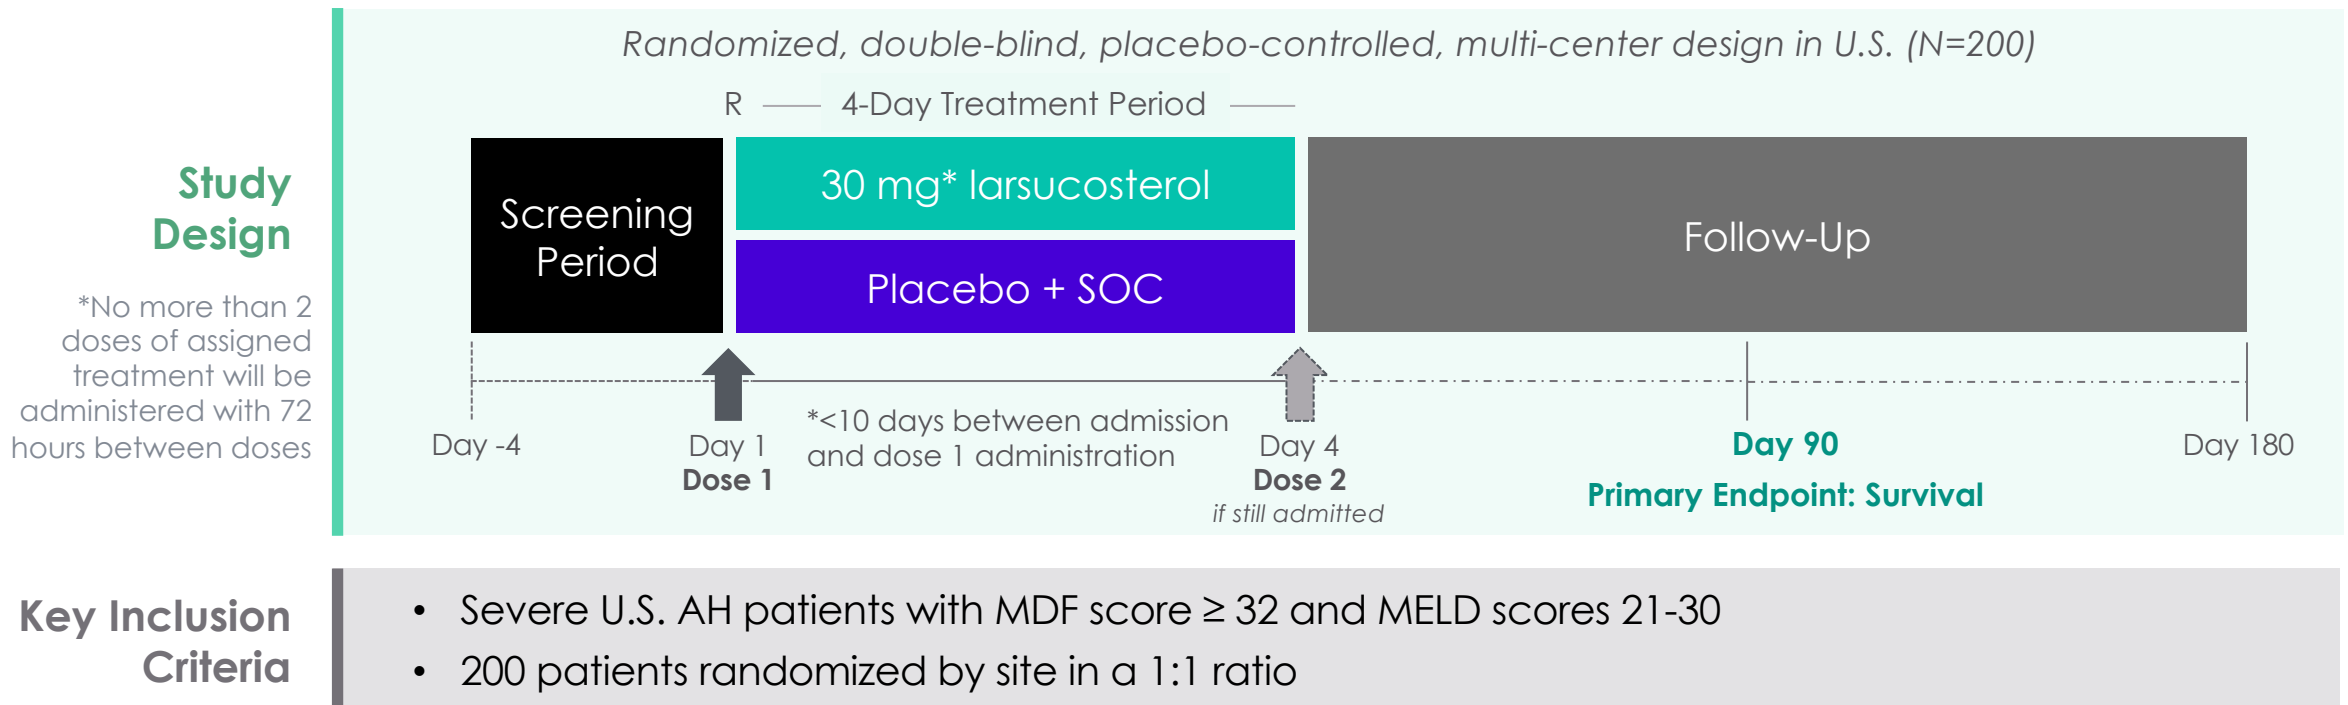 Randomized, double-blind, placebo-controlled, multi-center design in U.S. (N=200)
R
4-Day Treatment Period
Study
Design
*No more than 2
doses of assigned
treatment will be
administered with 72
hours between doses
Screening
Period
30 mg* larsucosterol
Placebo + SOC
Follow-Up
Day -4
Day 1
Dose 1
*<10 days between admission
and dose 1 administration
Day 4
Dose 2
if still admitted
Day 90
Primary Endpoint: Survival
Day 180
Key Inclusion
Criteria
• Severe U.S. AH patients with MDF score ≥ 32 and MELD scores 21-30
• 200 patients randomized by site in a 1:1 ratio